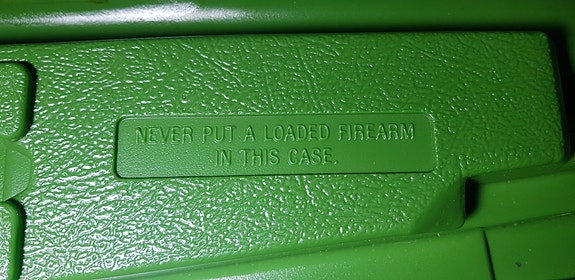 NEVER PUT A LOADED FIREARM
IN THIS CASE.